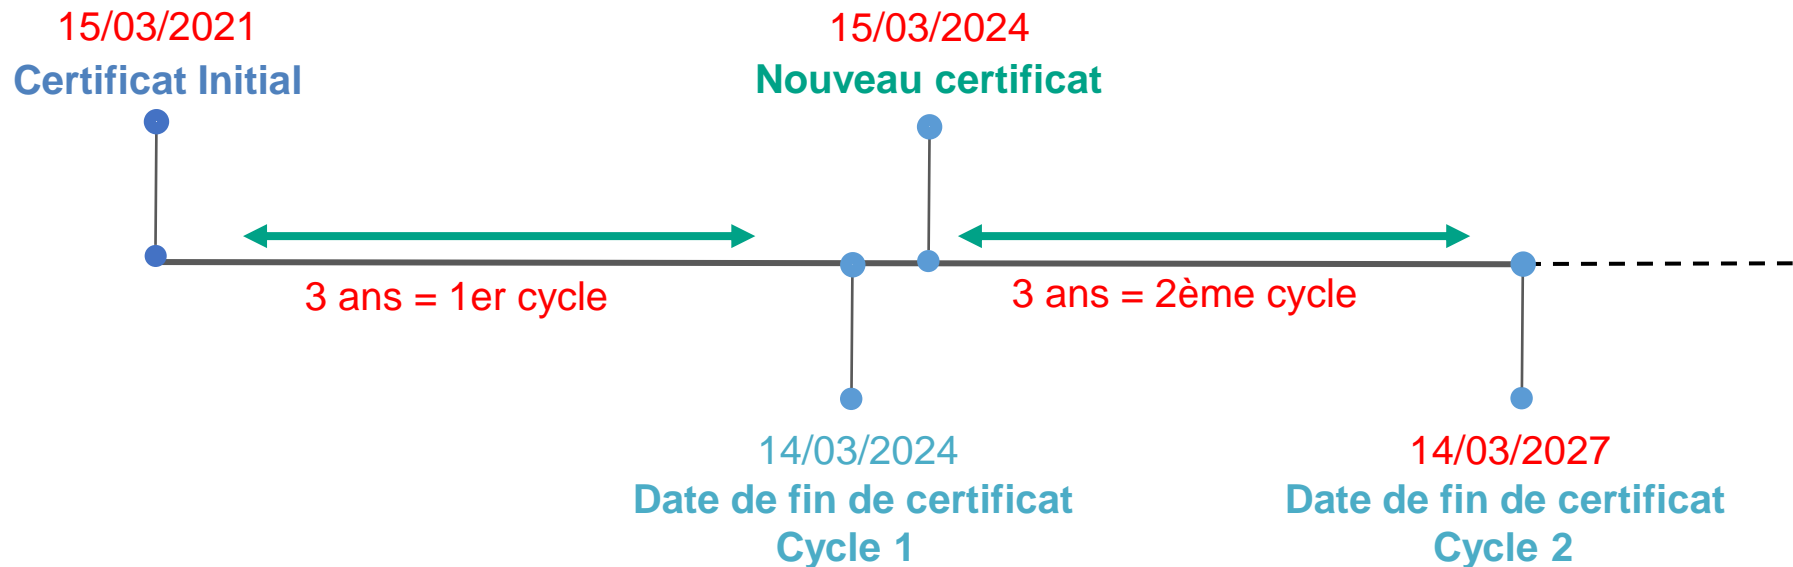 15/03/2021
Certificat Initial
15/03/2024
Nouveau certificat
3 ans = 1er cycle
3 ans = 2ème cycle
14/03/2024
Date de fin de certificat
Cycle 1
14/03/2027
Date de fin de certificat
Cycle 2